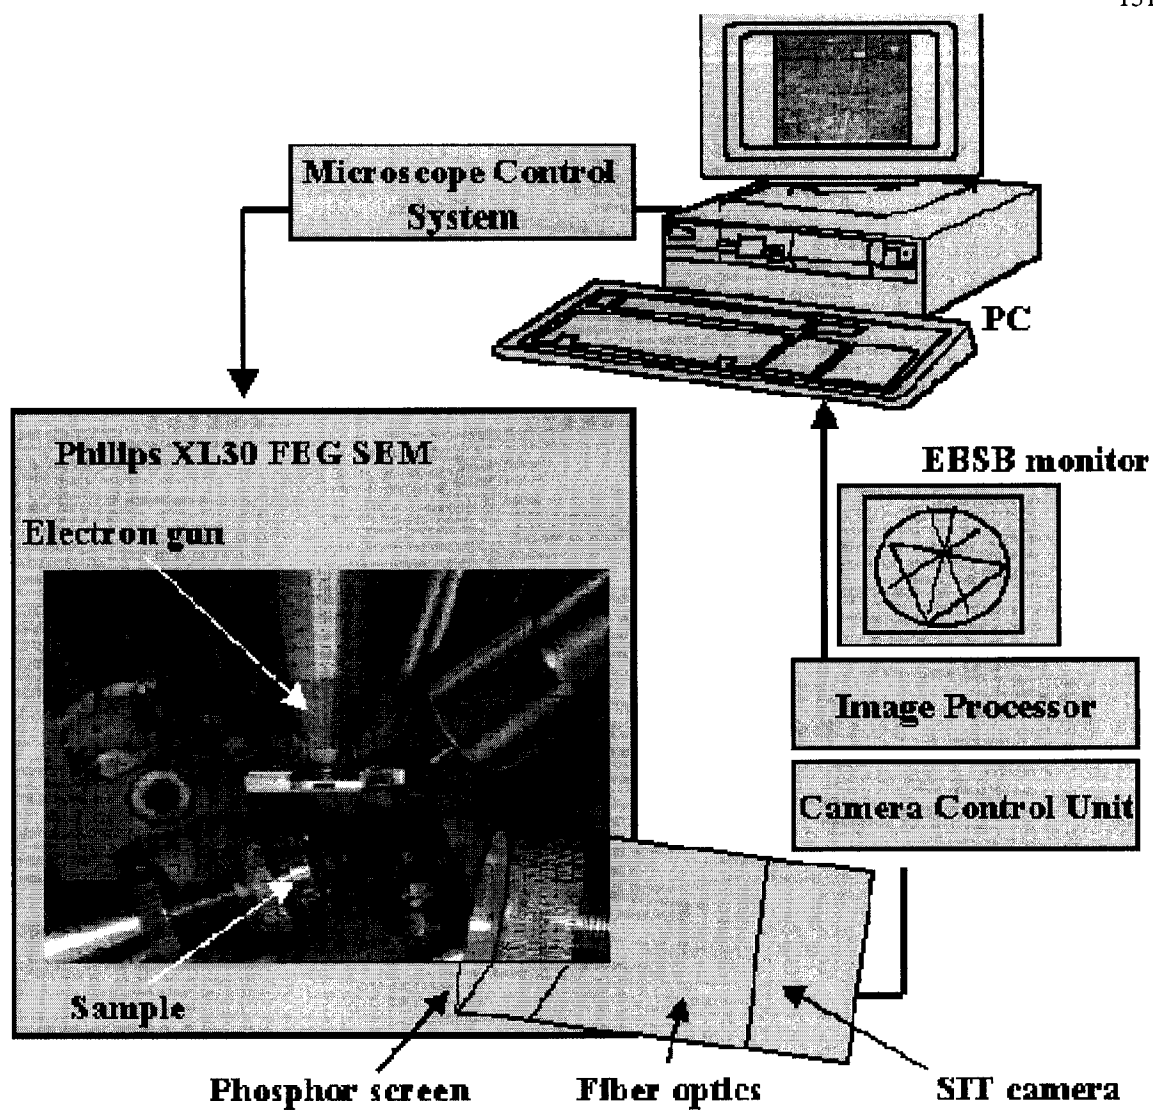 Microscope Control
System
PC
Philips XL30 FEG SEM
EBSB monitor
Electron gun
Image Processor
Camera Control Unit
Sample
Phosphor screen
Fiber optics
SIT camera